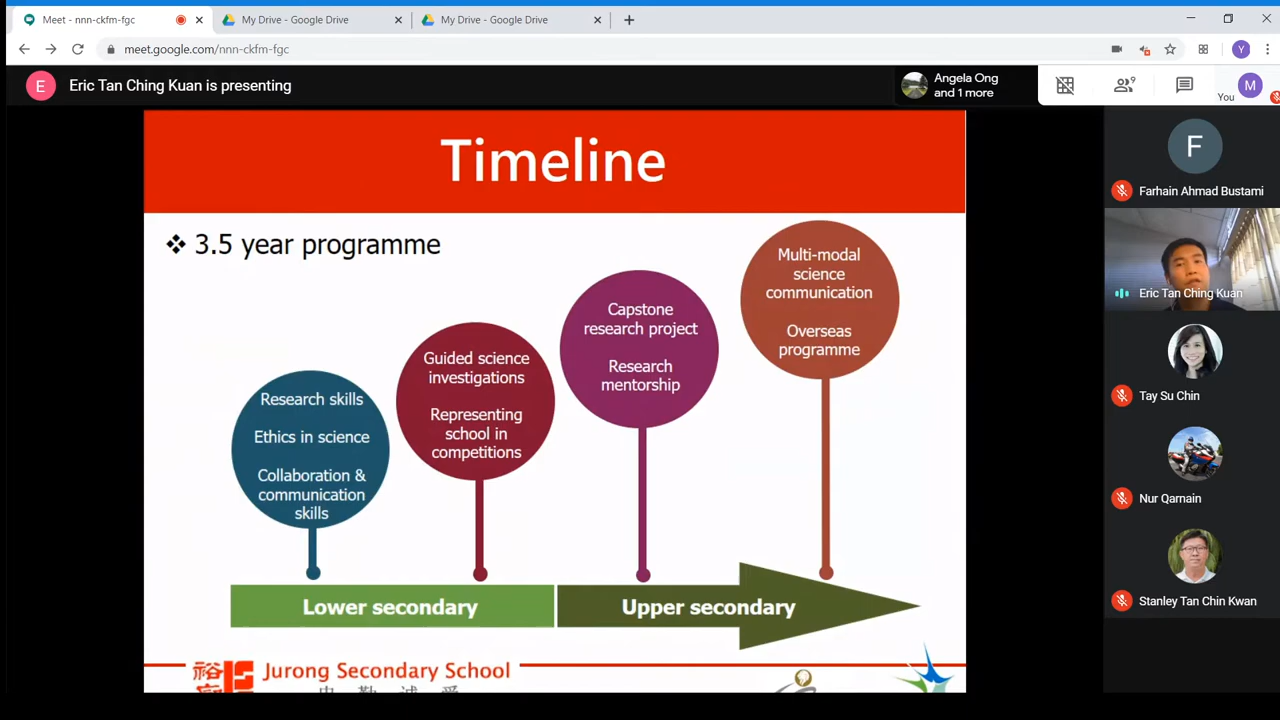 Meet - nnn-ckfm-fgc
My Drive - Google Drive
My Drive - Google Drive
meet.google.com/nnn-ckfm-fgc
Y
E
Eric Tan Ching Kuan is presenting
Angela Ong
and 1 more
9
You
M
Timeline
❖ 3.5 year programme
Research skills
Ethics in science
Collaboration &
communication
skills
Guided science
investigations
Representing
school in
competitions
Capstone
research project
Research
mentorship
Multi-modal
science
communication
Overseas
programme
Lower secondary
Upper secondary
裕
Jurong Secondary School
F
Farhain Ahmad Bustami
Eric Tan Ching Kuan
Tay Su Chin
Nur Qamain
Stanley Tan Chin Kwan